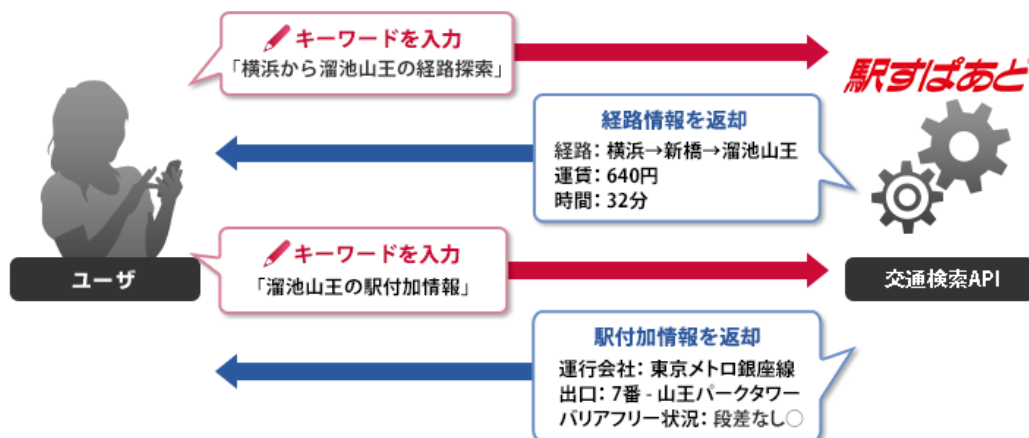 キーワードを入力
「横浜から溜池山王の経路探索」
駅すぱあと
経路情報を返却
経路：横浜→新橋→溜池山王
運賃：640円
時間：32分
キーワードを入力
「溜池山王の駅付加情報」
ユーザ
交通検索API
駅付加情報を返却
運行会社：東京メトロ銀座線
出口：7番 - 山王パークタワー
バリアフリー状況：段差なし○